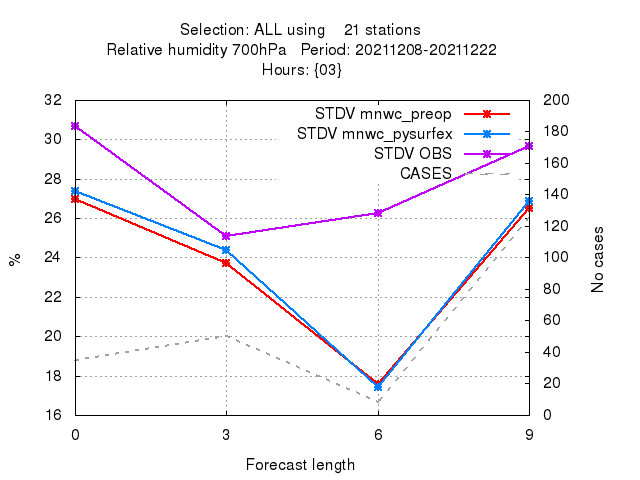 Selection: ALL using    21 stations
Relative humidity 700hPa   Period: 20211208-20211222
Hours: {03}
STDV mnwc_preop
STDV mnwc_pysurfex
STDV OBS
CASES
32
30
28
26
24
22
20
18
16
%
200
180
160
140
120
100
80
60
40
20
0
No cases
0 3 6 9
Forecast length